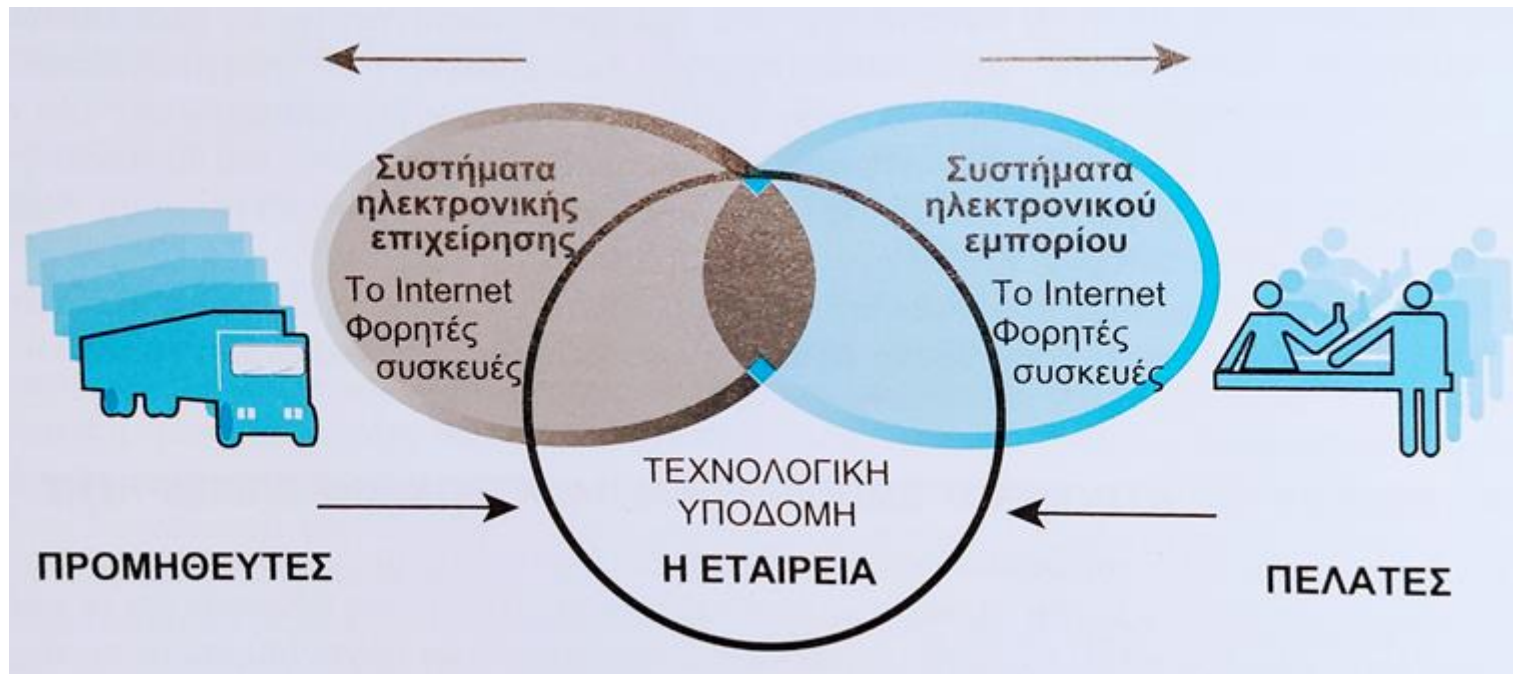 Συστήματα
ηλεκτρονικής
επιχείρησης
Το Internet
Φορητές
συσκευές
Συστήματα
ηλεκτρονικού
εμπορίου
Το Internet
Φορητές
συσκευές
ΤΕΧΝΟΛΟΓΙΚΗ
ΥΠΟΔΟΜΗ
Η ΕΤΑΙΡΕΙΑ
ΠΡΟΜΗΘΕΥΤΕΣ
ΠΕΛΑΤΕΣ